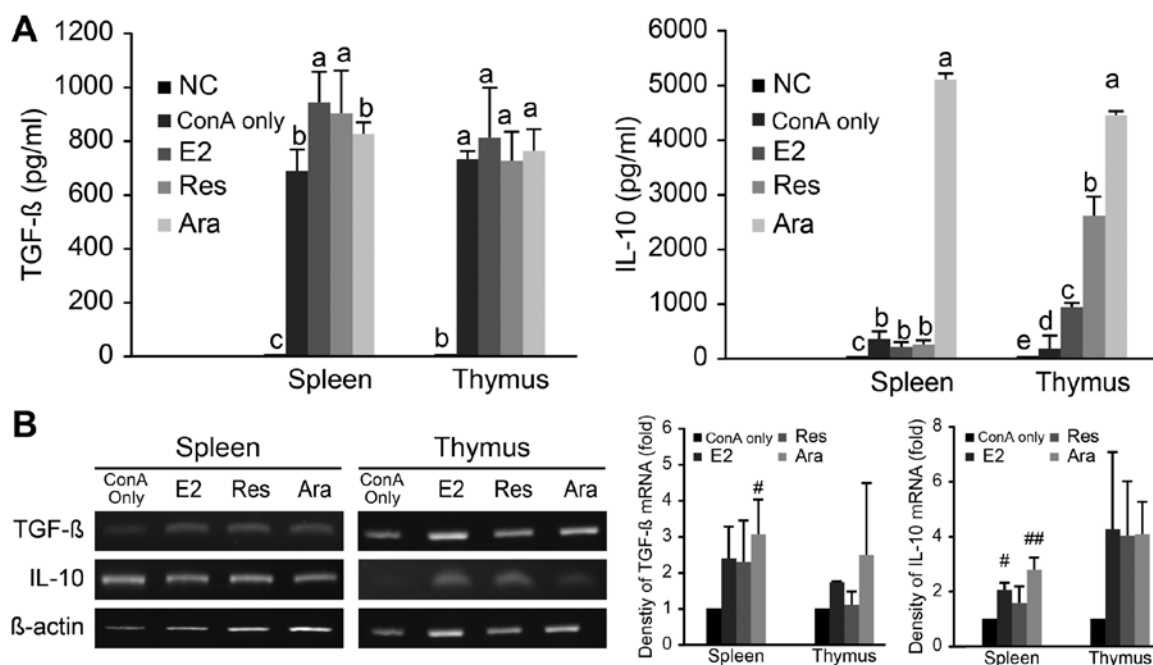 A
TGF-ß (pg/ml)
1200
1000
800
600
400
200
0
NC
ConA only
E2
Res
Ara
c b a a b
b a a a a
Spleen Thymus
IL-10 (pg/ml)
6000
5000
4000
3000
2000
1000
0
NC
ConA only
E2
Res
Ara
c b b b a
e d c b a
Spleen Thymus
B
Spleen Thymus
ConA Only E2 Res Ara ConA Only E2 Res Ara
TGF-ß
IL-10
ß-actin
Denstiy of TGF-ß mRNA (fold)
6
5
4
3
2
1
0
ConA only Res
E2 Ara
#
Spleen Thymus
Density of IL-10 mRNA (fold)
8
6
4
2
0
ConA only Res
E2 Ara
# ##
Spleen Thymus